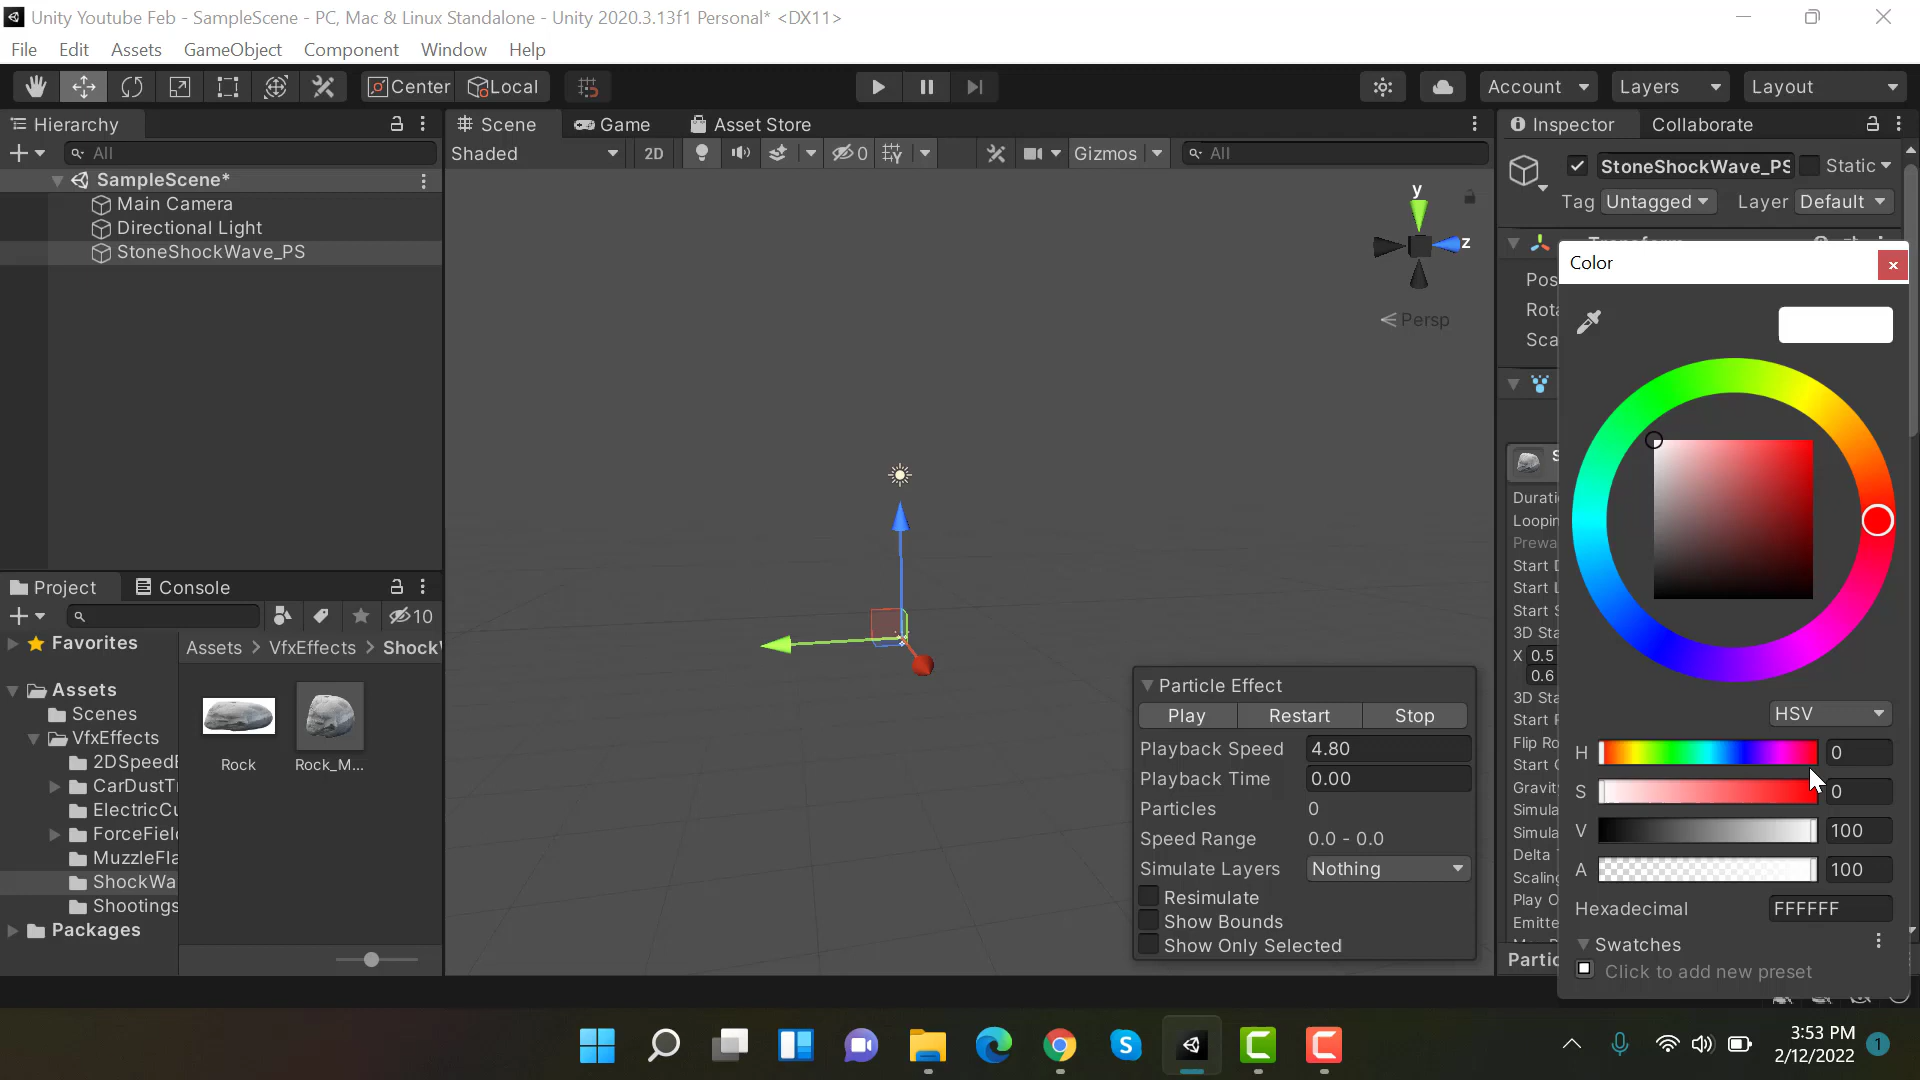 Unity Youtube Feb - SampleScene - PC, Mac & Linux Standalone - Unity 2020.3.13f1 Personal* <DX11>
File Edit Assets GameObject Component Window Help
Center Local Account Layers Layout
Hierarchy
All
SampleScene*
Main Camera
Directional Light
StoneShockWave_PS
Scene Game Asset Store
Shaded 2D 0 Gizmos All
y
z
Persp
Inspector Collaborate
StoneShockWave_PS Static
Tag Untagged Layer Default
Pos
Rota
Sca
Color
S
Durati
Loopin
Prewa
Start D
Start L
Start S
3D Sta
X 0.5
0.6
3D Sta
Start R
Flip Ro
Start C
Gravit
Simula
Simula
Delta T
Scaling
Play O
Emitte
Partic
HSV
H 0
S 0
V 100
A 100
Hexadecimal FFFFFF
Swatches
Click to add new preset
Particle Effect
Play Restart Stop
Playback Speed 4.80
Playback Time 0.00
Particles 0
Speed Range 0.0 - 0.0
Simulate Layers Nothing
Resimulate
Show Bounds
Show Only Selected
Project Console
10
Favorites
Assets
Scenes
VfxEffects
2DSpeedE
CarDustT
ElectricCu
ForceField
MuzzleFla
ShockWa
Shootings
Packages
Assets > VfxEffects > Shock
Rock Rock_M...
3:53 PM
2/12/2022
1